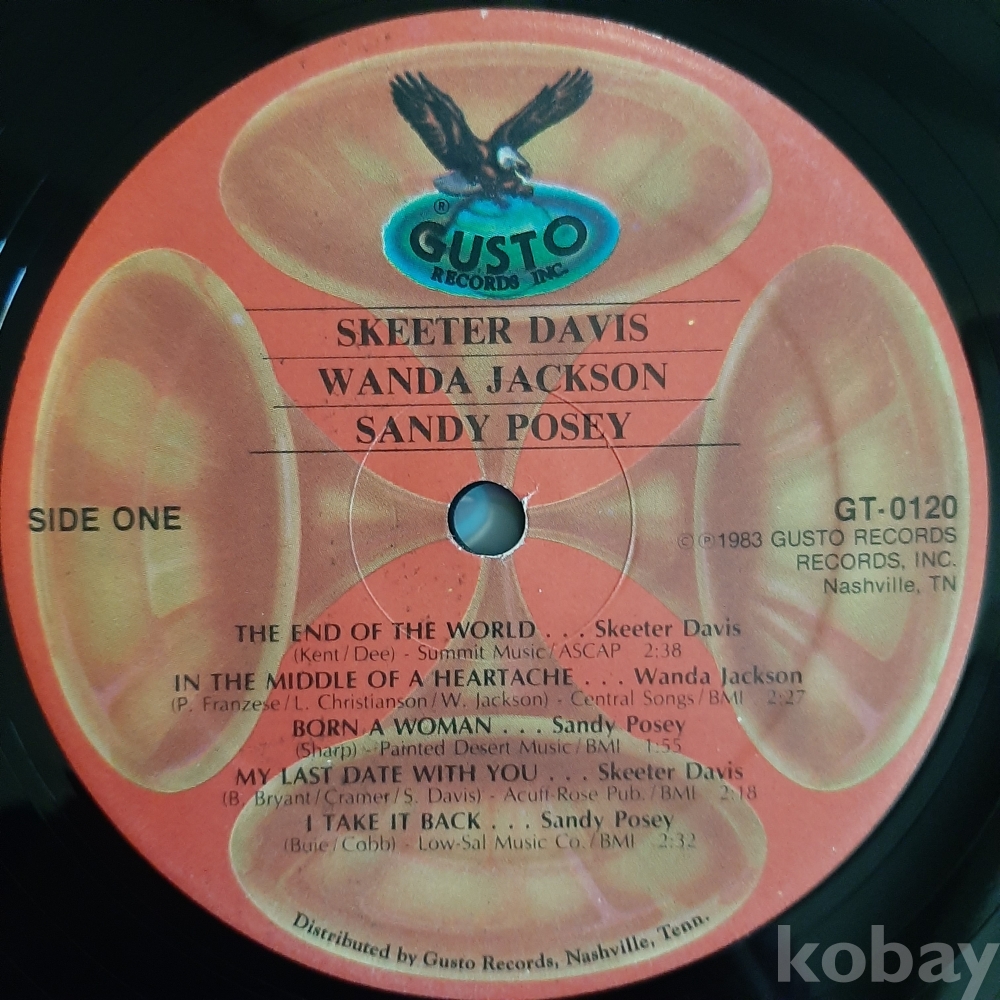 ®
GUSTO
RECORDS INC.
SKEETER DAVIS
WANDA JACKSON
SANDY POSEY
SIDE ONE
GT-0120
© ℗ 1983 GUSTO RECORDS
RECORDS, INC.
Nashville, TN
THE END OF THE WORLD . . . Skeeter Davis
(Kent/Dee) - Summit Music/ASCAP 2:38
IN THE MIDDLE OF A HEARTACHE . . . Wanda Jackson
(P. Franzese/L. Christianson/W. Jackson) - Central Songs/BMI 2:27
BORN A WOMAN . . . Sandy Posey
(Sharp) - Painted Desert Music/BMI 1:55
MY LAST DATE WITH YOU . . . Skeeter Davis
(B. Bryant/Cramer/S. Davis) - Acuff-Rose Pub./BMI 2:18
I TAKE IT BACK . . . Sandy Posey
(Buie/Cobb) - Low-Sal Music Co./BMI 2:32
Distributed by Gusto Records, Nashville, Tenn.
kobay